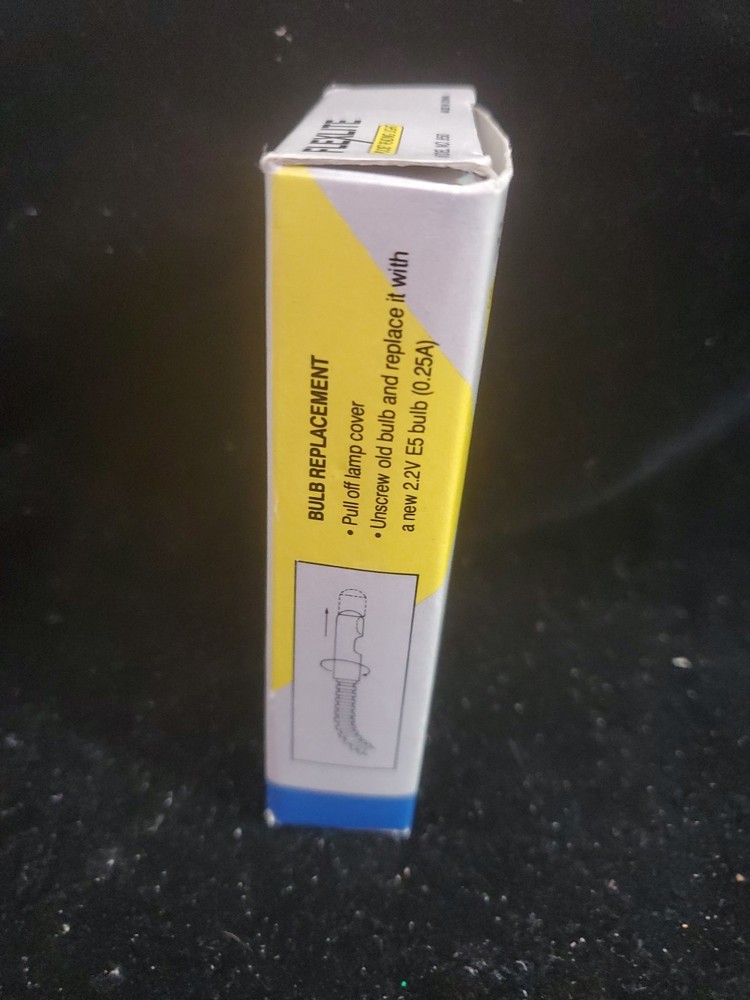 FLEXILITE
BULB REPLACEMENT
• Pull off lamp cover
• Unscrew old bulb and replace it with
a new 2.2V E5 bulb (0.25A)